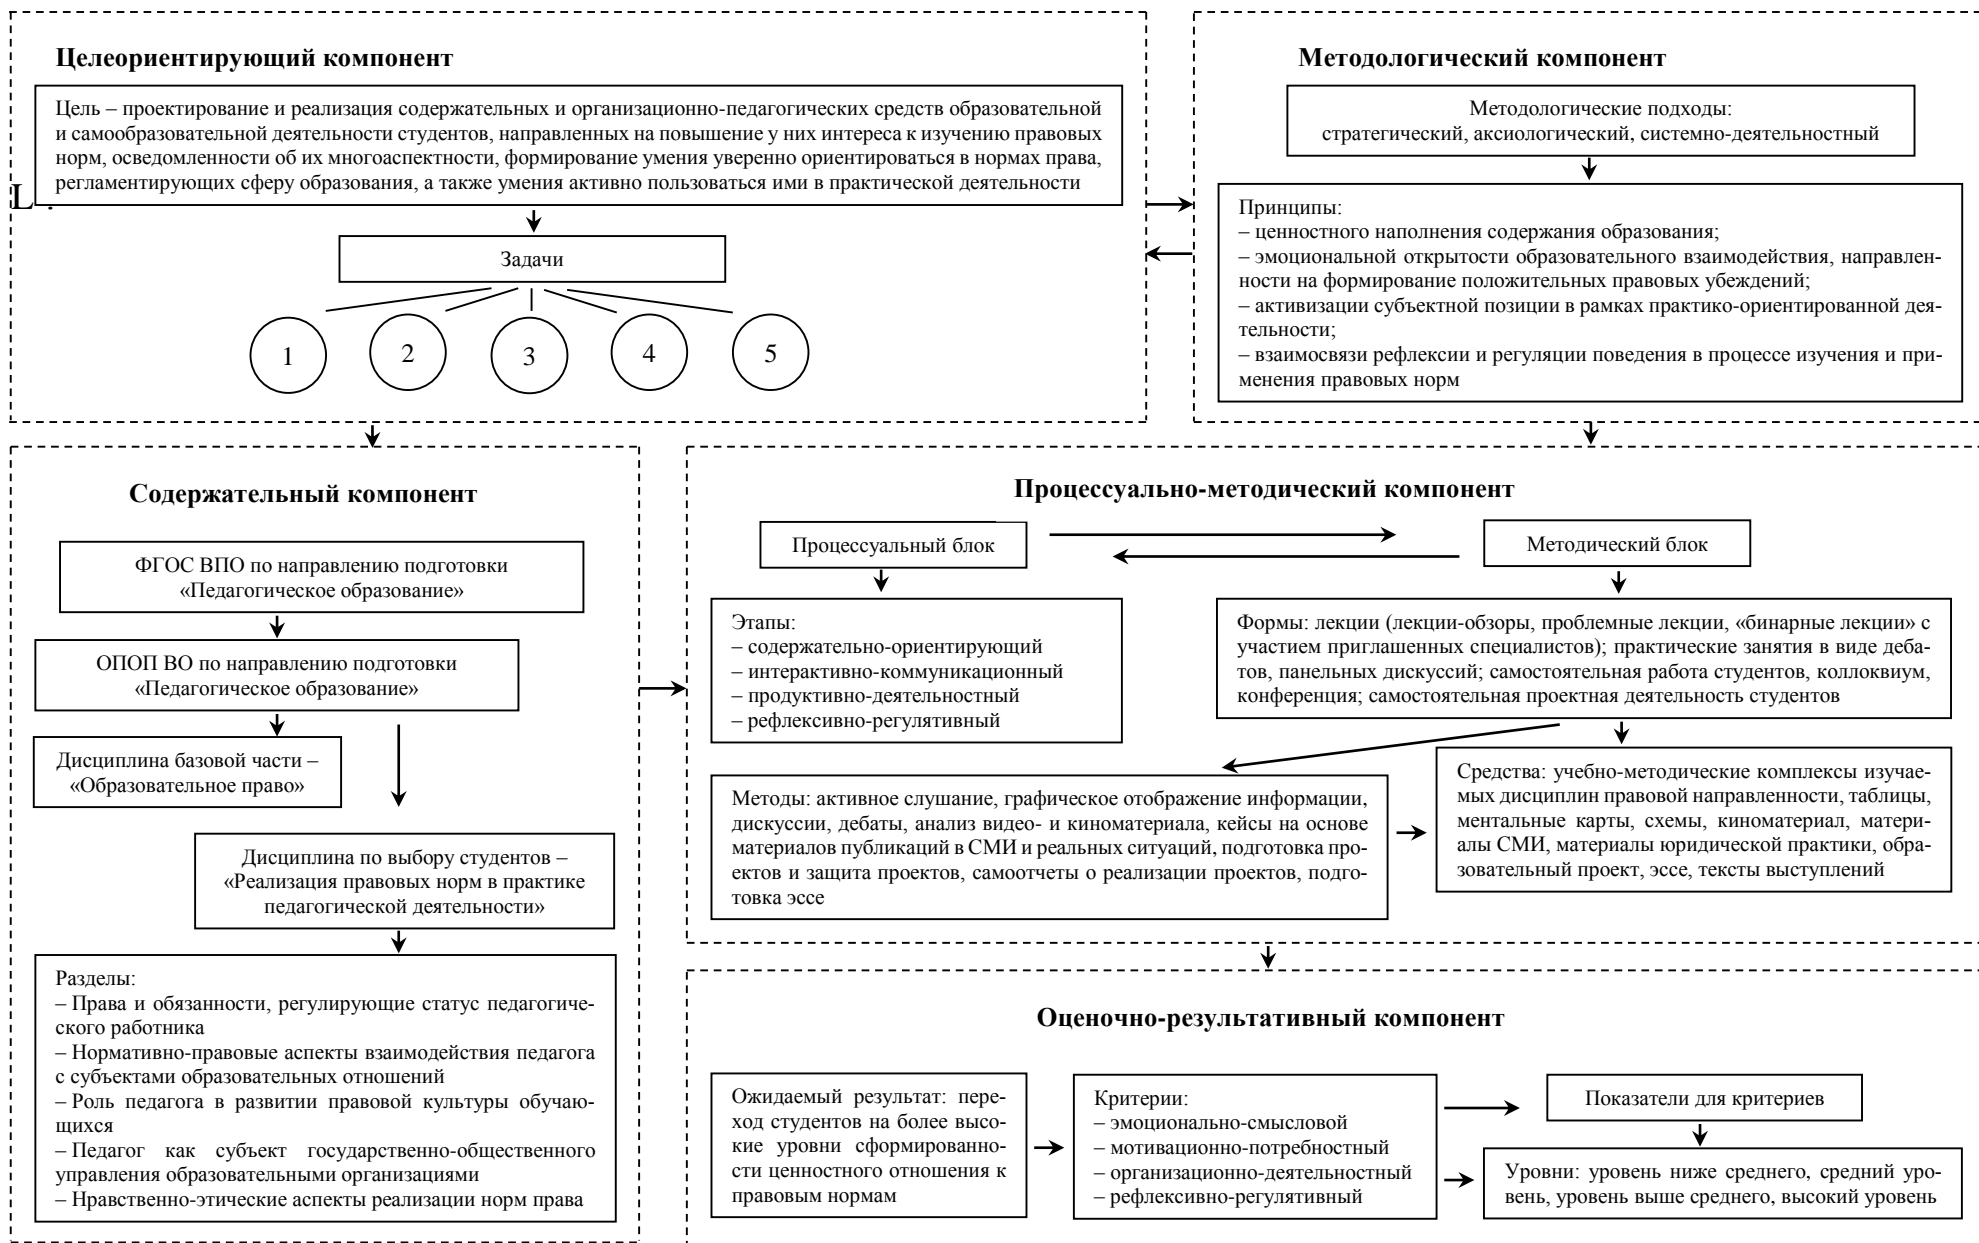 Целеориентирующий компонент
Цель – проектирование и реализация содержательных и организационно-педагогических средств образовательной
и самообразовательной деятельности студентов, направленных на повышение у них интереса к изучению правовых
норм, осведомленности об их многоаспектности, формирование умения уверенно ориентироваться в нормах права,
регламентирующих сферу образования, а также умения активно пользоваться ими в практической деятельности
Задачи
1
2
3
4
5
Методологический компонент
Методологические подходы:
стратегический, аксиологический, системно-деятельностный
Принципы:
– ценностного наполнения содержания образования;
– эмоциональной открытости образовательного взаимодействия, направлен-
ности на формирование положительных правовых убеждений;
– активизации субъектной позиции в рамках практико-ориентированной дея-
тельности;
– взаимосвязи рефлексии и регуляции поведения в процессе изучения и при-
менения правовых норм
Содержательный компонент
ФГОС ВПО по направлению подготовки
«Педагогическое образование»
ОПОП ВО по направлению подготовки
«Педагогическое образование»
Дисциплина базовой части –
«Образовательное право»
Дисциплина по выбору студентов –
«Реализация правовых норм в практике
педагогической деятельности»
Разделы:
– Права и обязанности, регулирующие статус педагогиче-
ского работника
– Нормативно-правовые аспекты взаимодействия педагога
с субъектами образовательных отношений
– Роль педагога в развитии правовой культуры обучаю-
щихся
– Педагог как субъект государственно-общественного
управления образовательными организациями
– Нравственно-этические аспекты реализации норм права
Процессуально-методический компонент
Процессуальный блок
Методический блок
Этапы:
– содержательно-ориентирующий
– интерактивно-коммуникационный
– продуктивно-деятельностный
– рефлексивно-регулятивный
Формы: лекции (лекции-обзоры, проблемные лекции, «бинарные лекции» с
участием приглашенных специалистов); практические занятия в виде деба-
тов, панельных дискуссий; самостоятельная работа студентов, коллоквиум,
конференция; самостоятельная проектная деятельность студентов
Методы: активное слушание, графическое отображение информации,
дискуссии, дебаты, анализ видео- и киноматериала, кейсы на основе
материалов публикаций в СМИ и реальных ситуаций, подготовка про-
ектов и защита проектов, самоотчеты о реализации проектов, подго-
товка эссе
Средства: учебно-методические комплексы изучае-
мых дисциплин правовой направленности, таблицы,
ментальные карты, схемы, киноматериал, матери-
алы СМИ, материалы юридической практики, обра-
зовательный проект, эссе, тексты выступлений
Оценочно-результативный компонент
Ожидаемый результат: пере-
ход студентов на более высо-
кие уровни сформированно-
сти ценностного отношения к
правовым нормам
Критерии:
– эмоционально-смысловой
– мотивационно-потребностный
– организационно-деятельностный
– рефлексивно-регулятивный
Показатели для критериев
Уровни: уровень ниже среднего, средний уро-
вень, уровень выше среднего, высокий уровень